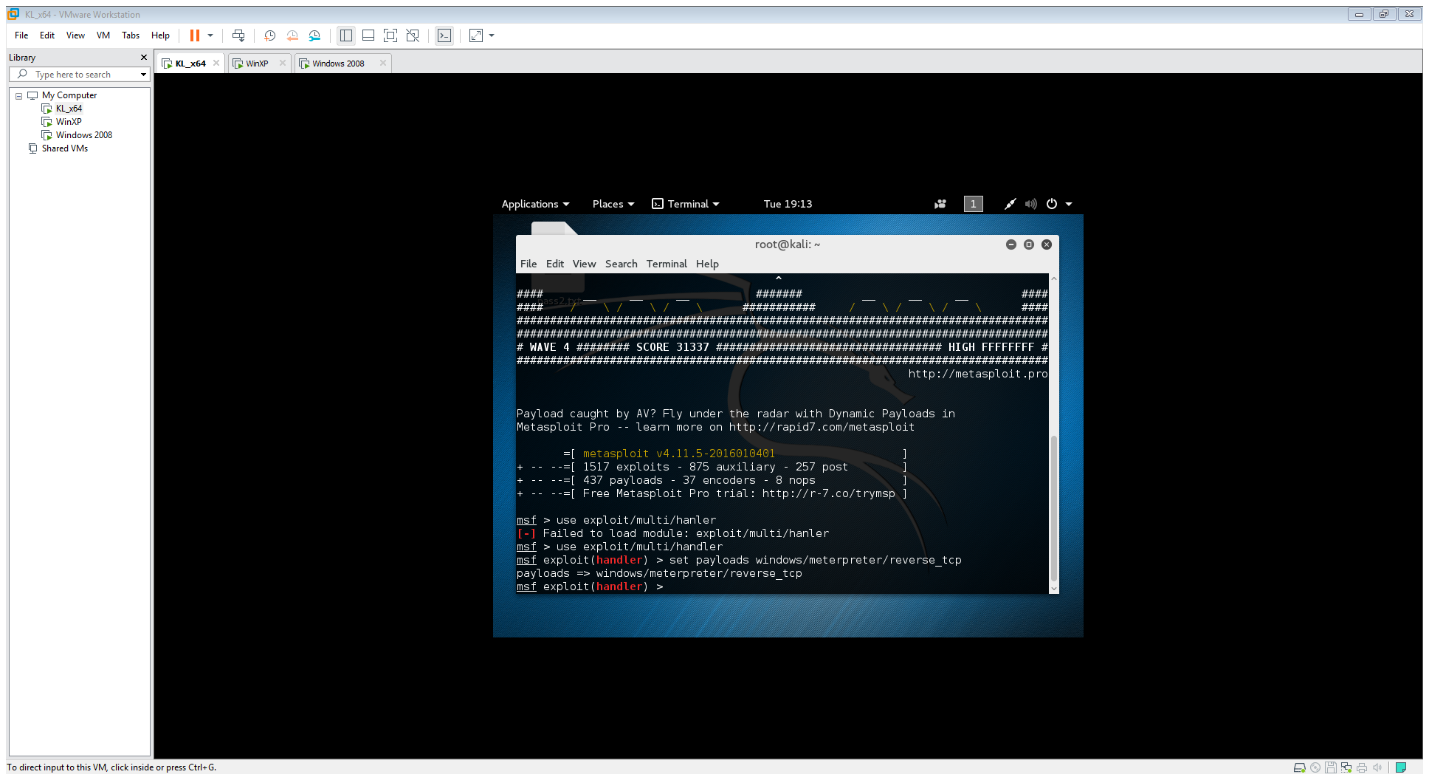 KL_x64 - VMware Workstation
File Edit View VM Tabs Help
Library
Type here to search
My Computer
KL_x64
WinXP
Windows 2008
Shared VMs
KL_x64 WinXP Windows 2008
Applications Places Terminal Tue 19:13 1
root@kali: ~
File Edit View Search Terminal Help
^
#### __ __ __ ####### __ __ __ ####
#### / \ / \ / \ ########### / \ / \ / \ ####
################################################################################
################################################################################
# WAVE 4 ######## SCORE 31337 ################################## HIGH FFFFFFFF #
################################################################################
http://metasploit.pro
Payload caught by AV? Fly under the radar with Dynamic Payloads in
Metasploit Pro -- learn more on http://rapid7.com/metasploit
=[ metasploit v4.11.5-2016010401 ]
+ -- --=[ 1517 exploits - 875 auxiliary - 257 post ]
+ -- --=[ 437 payloads - 37 encoders - 8 nops ]
+ -- --=[ Free Metasploit Pro trial: http://r-7.co/trymsp ]
msf > use exploit/multi/hanler
[-] Failed to load module: exploit/multi/hanler
msf > use exploit/multi/handler
msf exploit(handler) > set payloads windows/meterpreter/reverse_tcp
payloads => windows/meterpreter/reverse_tcp
msf exploit(handler) >
To direct input to this VM, click inside or press Ctrl+G.